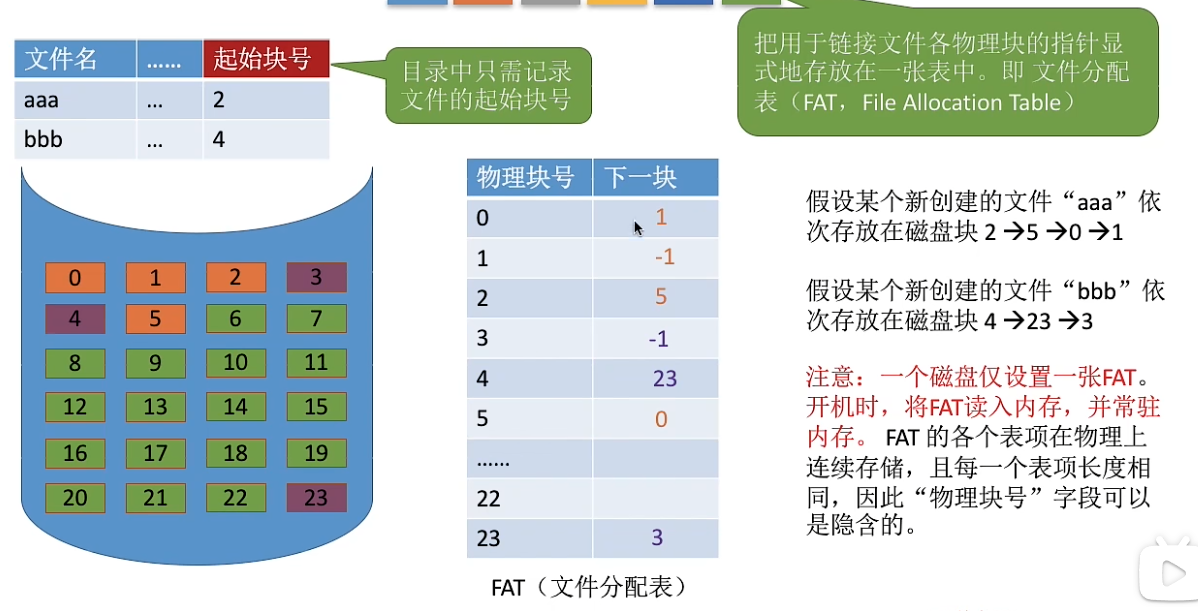 文件名 …… 起始块号
aaa ... 2
bbb ... 4
目录中只需记录
文件的起始块号
把用于链接文件各物理块的指针显
式地存放在一张表中。即 文件分配
表（FAT，File Allocation Table）
0 1 2 3
4 5 6 7
8 9 10 11
12 13 14 15
16 17 18 19
20 21 22 23
物理块号 下一块
0 1
1 -1
2 5
3 -1
4 23
5 0
……
22
23 3
FAT（文件分配表）
假设某个新创建的文件“aaa”依
次存放在磁盘块 2 →5 →0 →1
假设某个新创建的文件“bbb”依
次存放在磁盘块 4 →23 →3
注意：一个磁盘仅设置一张FAT。
开机时，将FAT读入内存，并常驻
内存。 FAT 的各个表项在物理上
连续存储，且每一个表项长度相
同，因此“物理块号”字段可以
是隐含的。